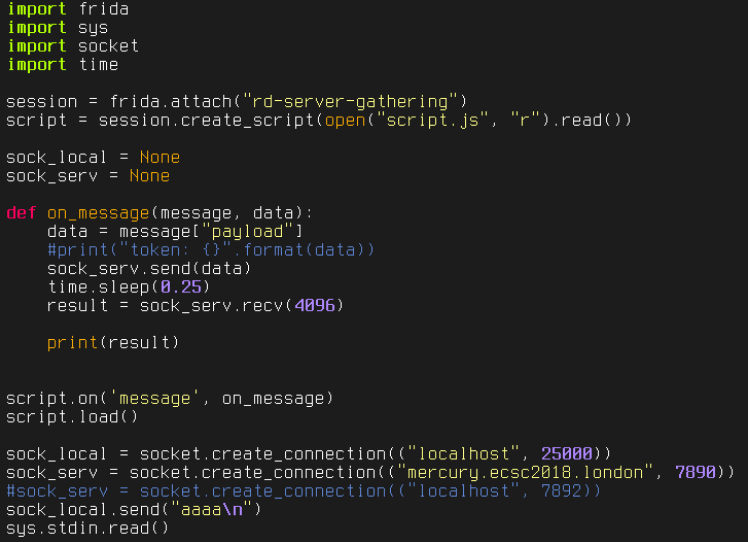 import frida
import sys
import socket
import time

session = frida.attach("rd-server-gathering")
script = session.create_script(open("script.js", "r").read())

sock_local = None
sock_serv = None

def on_message(message, data):
    data = message["payload"]
    #print("token: {}".format(data))
    sock_serv.send(data)
    time.sleep(0.25)
    result = sock_serv.recv(4096)

    print(result)

script.on('message', on_message)
script.load()

sock_local = socket.create_connection(("localhost", 25000))
sock_serv = socket.create_connection(("mercury.ecsc2018.london", 7890))
#sock_serv = socket.create_connection(("localhost", 7892))
sock_local.send("aaaa\n")
sys.stdin.read()